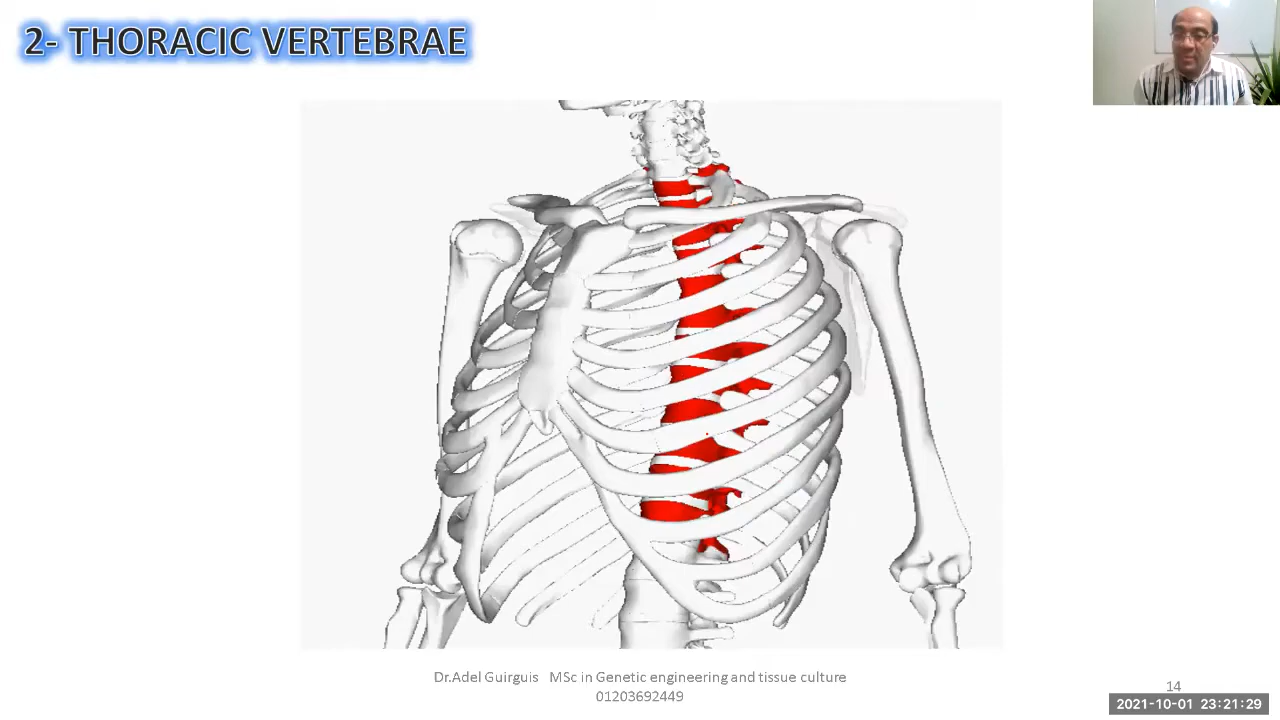 2- THORACIC VERTEBRAE
Dr.Adel Guirguis MSc in Genetic engineering and tissue culture
01203692449
14
2021-10-01 23:21:29